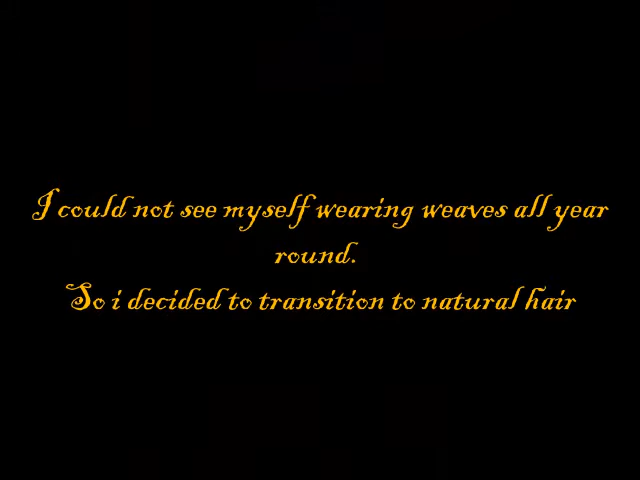 I could not see myself wearing weaves all year
round.
So i decided to transition to natural hair